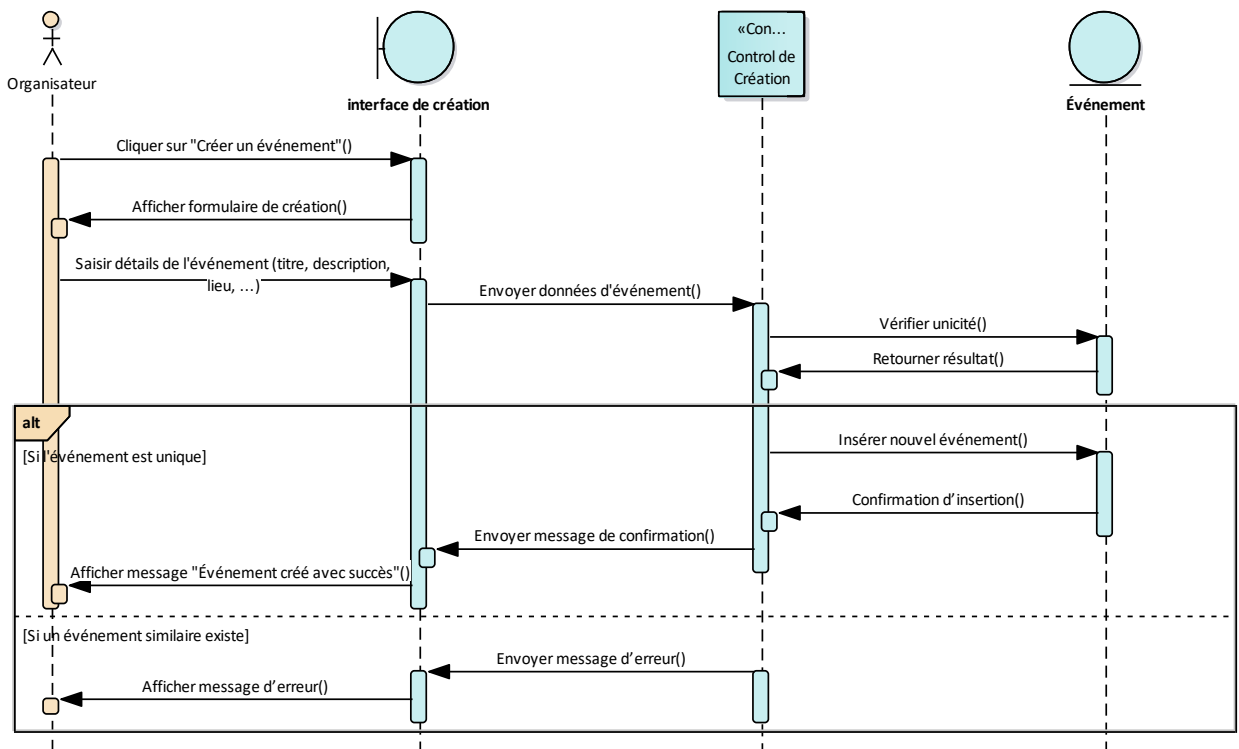 «Con...
Control de
Création
Organisateur
interface de création
Événement
Cliquer sur "Créer un événement"()
Afficher formulaire de création()
Saisir détails de l'événement (titre, description,
lieu, ...)
Envoyer données d'événement()
Vérifier unicité()
Retourner résultat()
alt
[Si l'événement est unique]
Insérer nouvel événement()
Confirmation d’insertion()
Envoyer message de confirmation()
Afficher message "Événement créé avec succès"()
[Si un événement similaire existe]
Envoyer message d’erreur()
Afficher message d’erreur()